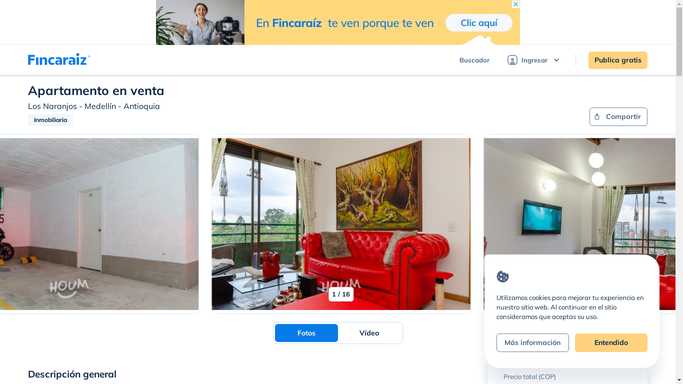 En Fincaraíz te ven porque te ven
Clic aquí
Fincaraiz
Buscador
Ingresar
Publica gratis
Apartamento en venta
Los Naranjos - Medellín - Antioquia
Inmobiliaria
Compartir
HOUM
HOUM
1 / 16
Fotos
Vídeo
Utilizamos cookies para mejorar tu experiencia en
nuestro sitio web. Al continuar en el sitio
consideramos que aceptas su uso.
Más información
Entendido
Descripción general
Precio total (COP)